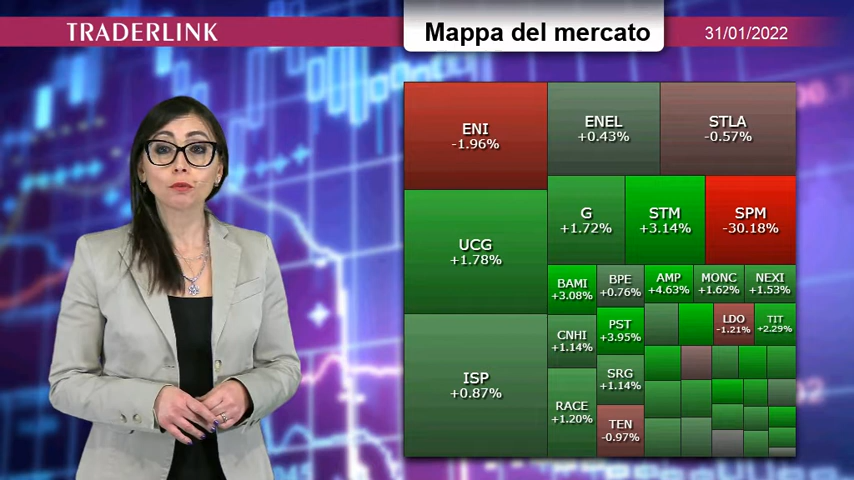 TRADERLINK
Mappa del mercato
31/01/2022
ENI
-1.96%
ENEL
+0.43%
STLA
-0.57%
UCG
+1.78%
G
+1.72%
STM
+3.14%
SPM
-30.18%
BAMI
+3.08%
BPE
+0.76%
AMP
+4.63%
MONC
+1.62%
NEXI
+1.53%
CNHI
+1.14%
PST
+3.95%
LDO
-1.21%
TIT
+2.29%
ISP
+0.87%
SRG
+1.14%
RACE
+1.20%
TEN
-0.97%